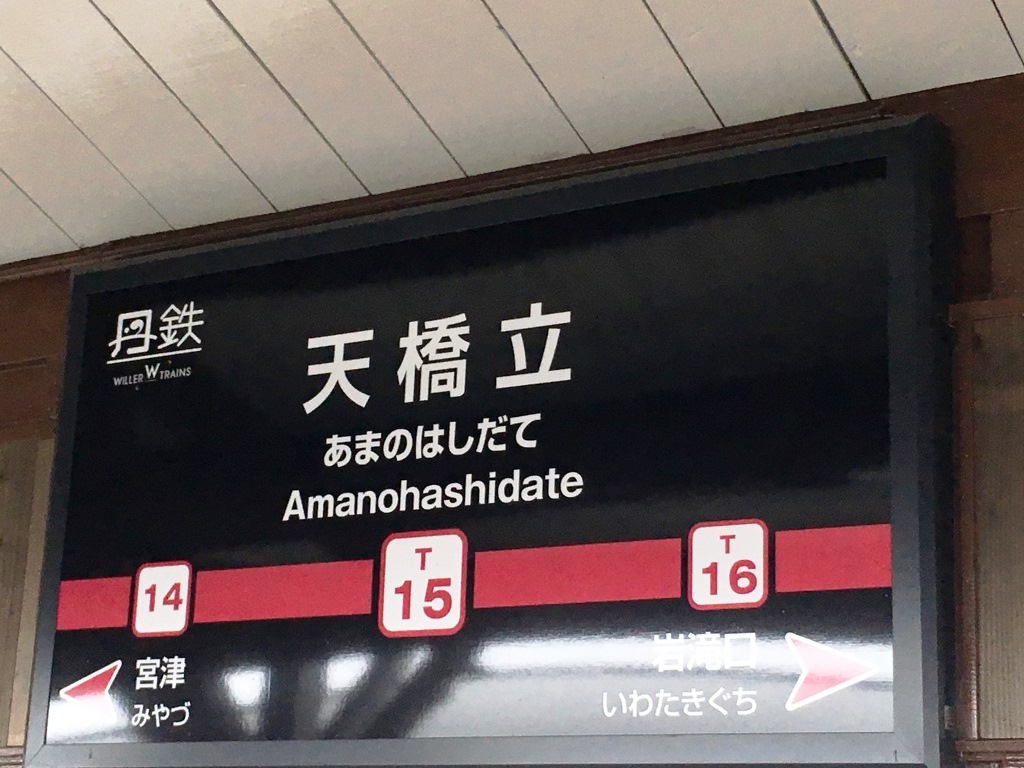 丹鉄
WILLER TRAINS
天橋立
あまのはしだて
Amanohashidate
14
T
15
T
16
宮津
みやづ
岩滝口
いわたきぐち